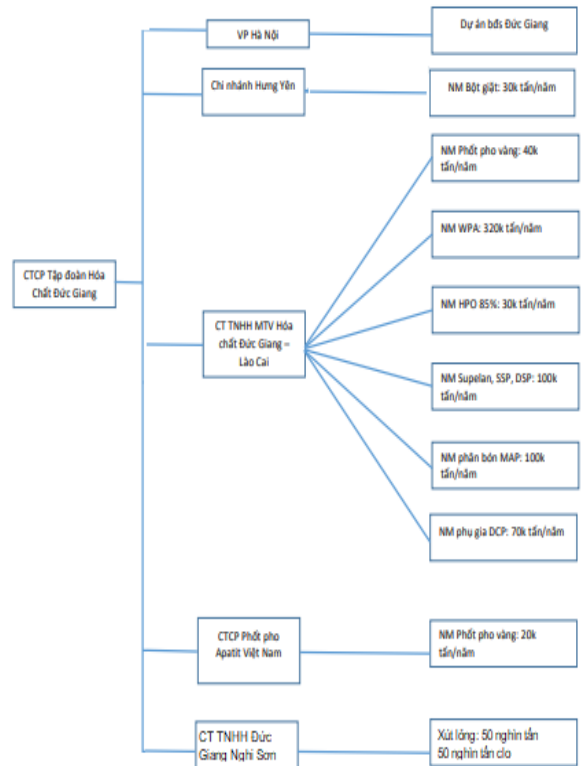 VP Hà Nội
Dự án bđs Đức Giang
Chi nhánh Hưng Yên
NM Bột giặt: 30k tấn/năm
NM Phốt pho vàng: 40k
tấn/năm
NM WPA: 320k tấn/năm
CTCP Tập đoàn Hóa
Chất Đức Giang
CT TNHH MTV Hóa
chất Đức Giang –
Lào Cai
NM HPO 85%: 30k tấn/năm
NM Supelan, SSP, DSP: 100k
tấn/năm
NM phân bón MAP: 100k
tấn/năm
NM phụ gia DCP: 70k tấn/năm
CTCP Phốt pho
Apatit Việt Nam
NM Phốt pho vàng: 20k
tấn/năm
CT TNHH Đức
Giang Nghi Sơn
Xút lỏng: 50 nghìn tấn
50 nghìn tấn clo